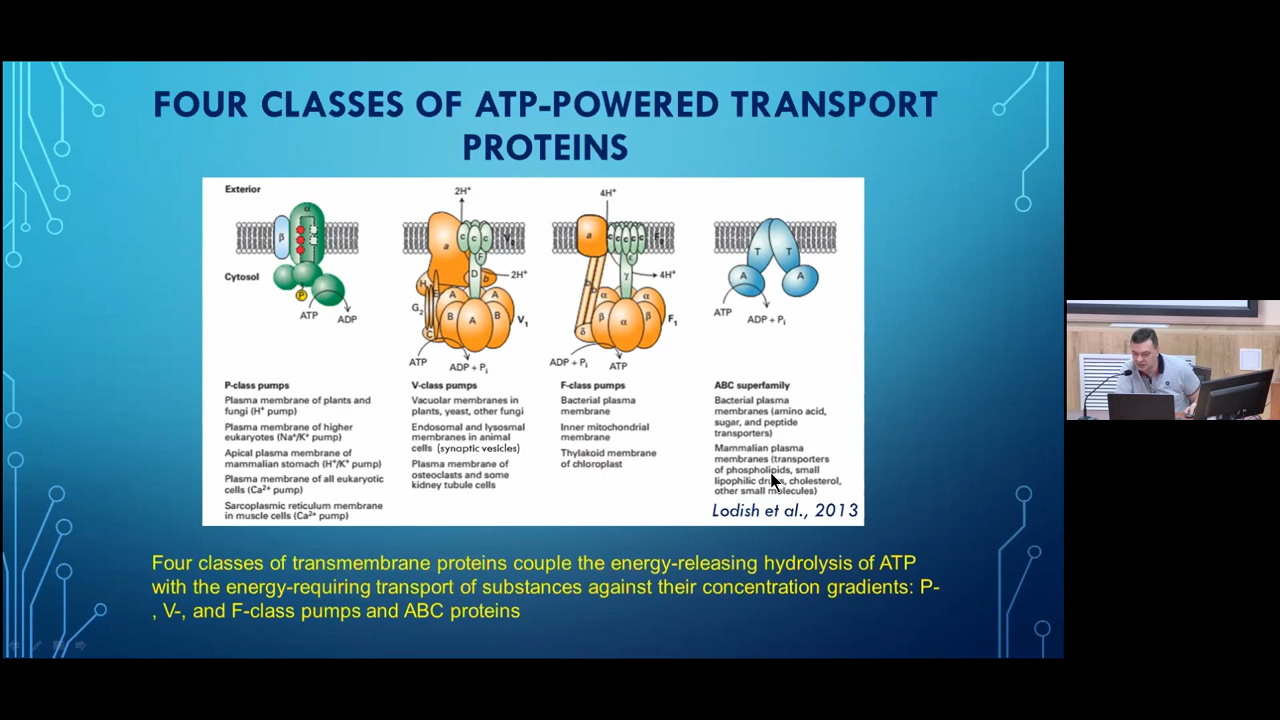 FOUR CLASSES OF ATP-POWERED TRANSPORT
PROTEINS
Exterior
2H⁺
4H⁺
α
β
a
c c c
V₀
a
c c c c c
F₀
T T
Cytosol
F
D
b
2H⁺
ε
γ
4H⁺
A A
P
H
E
G₂
A A
B A B
C
V₁
b
α α
β α β
δ
F₁
ATP
ADP
ATP
ADP + Pᵢ
ATP
ADP + Pᵢ
ADP + Pᵢ
ATP
P-class pumps
Plasma membrane of plants and
fungi (H⁺ pump)
Plasma membrane of higher
eukaryotes (Na⁺/K⁺ pump)
Apical plasma membrane of
mammalian stomach (H⁺/K⁺ pump)
Plasma membrane of all eukaryotic
cells (Ca²⁺ pump)
Sarcoplasmic reticulum membrane
in muscle cells (Ca²⁺ pump)
V-class pumps
Vacuolar membranes in
plants, yeast, other fungi
Endosomal and lysosmal
membranes in animal
cells (synaptic vesicles)
Plasma membrane of
osteoclasts and some
kidney tubule cells
F-class pumps
Bacterial plasma
membrane
Inner mitochondrial
membrane
Thylakoid membrane
of chloroplast
ABC superfamily
Bacterial plasma
membranes (amino acid,
sugar, and peptide
transporters)
Mammalian plasma
membranes (transporters
of phospholipids, small
lipophilic drugs, cholesterol,
other small molecules)
Lodish et al., 2013
Four classes of transmembrane proteins couple the energy-releasing hydrolysis of ATP
with the energy-requiring transport of substances against their concentration gradients: P-
, V-, and F-class pumps and ABC proteins